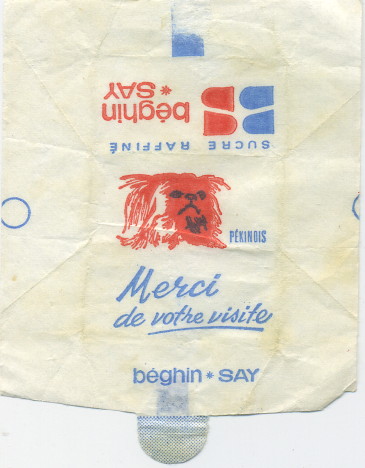 béghin
* SAY
SUCRE RAFFINÉ
PÉKINOIS
Merci
de votre visite
béghin * SAY